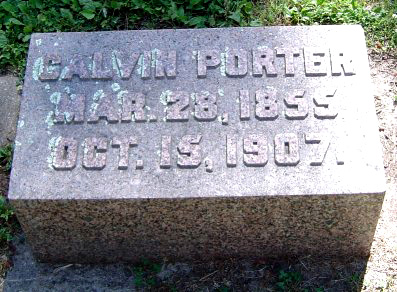 CALVIN PORTER
MAR. 28, 1855
OCT. 15, 1907.